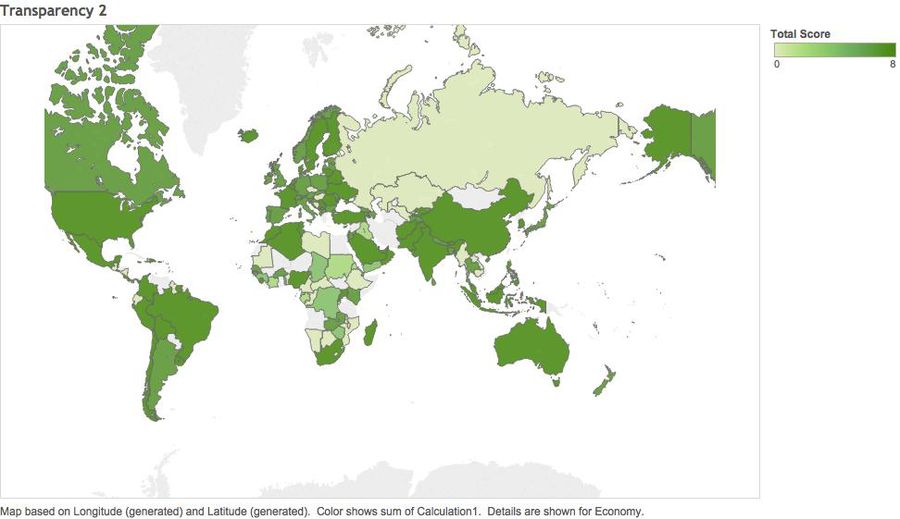 Transparency 2
Total Score
0 8
Map based on Longitude (generated) and Latitude (generated). Color shows sum of Calculation1. Details are shown for Economy.